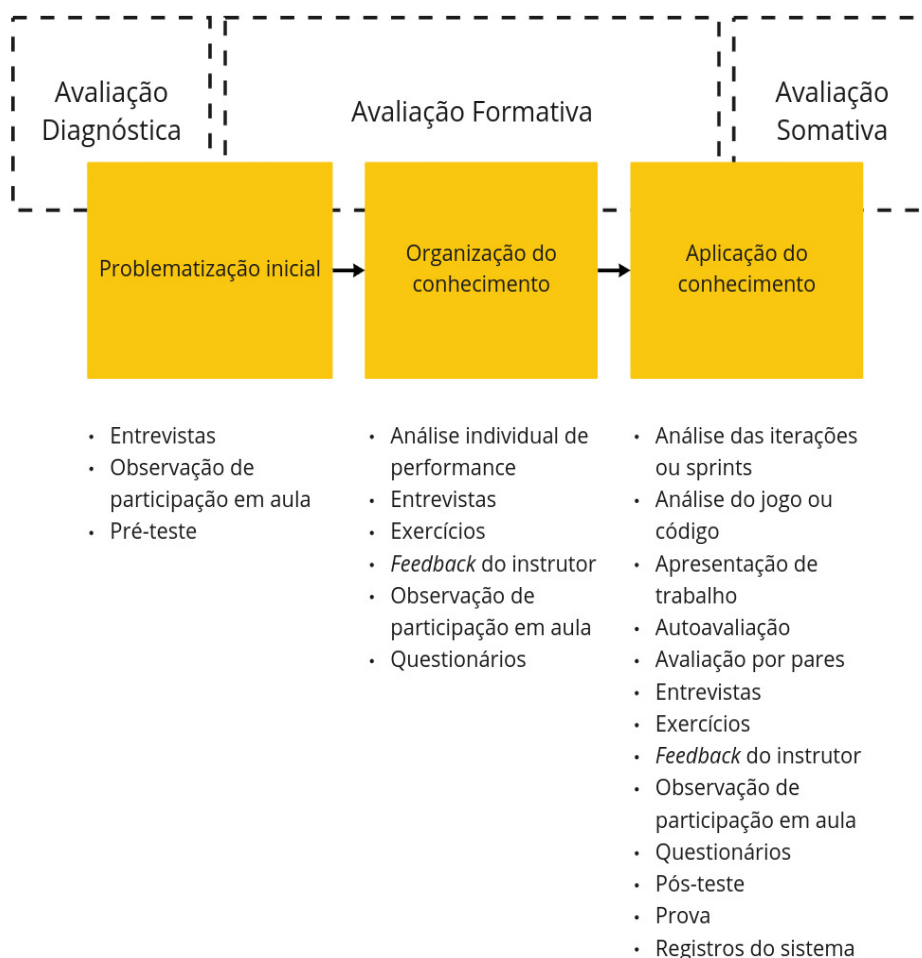 Avaliação
Diagnóstica
Avaliação Formativa
Avaliação
Somativa
Problematização inicial
Organização do
conhecimento
Aplicação do
conhecimento
• Entrevistas
• Observação de
participação em aula
• Pré-teste
• Análise individual de
performance
• Entrevistas
• Exercícios
• Feedback do instrutor
• Observação de
participação em aula
• Questionários
• Análise das iterações
ou sprints
• Análise do jogo ou
código
• Apresentação de
trabalho
• Autoavaliação
• Avaliação por pares
• Entrevistas
• Exercícios
• Feedback do instrutor
• Observação de
participação em aula
• Questionários
• Pós-teste
• Prova
• Registros do sistema